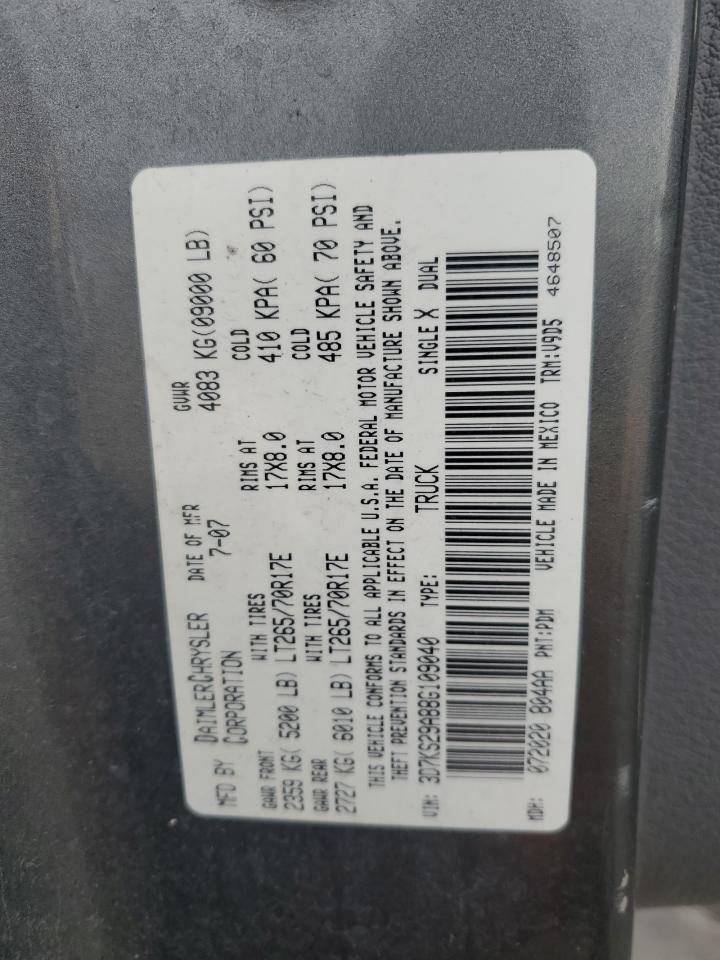 MFD BY DAIMLERCHRYSLER CORPORATION DATE OF MFR 7-07 GVWR 4083 KG(09000 LB)
GAWR FRONT WITH TIRES RIMS AT COLD
2359 KG( 5200 LB) LT265/70R17E 17X8.0 410 KPA( 60 PSI)
GAWR REAR WITH TIRES RIMS AT COLD
2727 KG( 6010 LB) LT265/70R17E 17X8.0 485 KPA( 70 PSI)
THIS VEHICLE CONFORMS TO ALL APPLICABLE U.S.A. FEDERAL MOTOR VEHICLE SAFETY AND
THEFT PREVENTION STANDARDS IN EFFECT ON THE DATE OF MANUFACTURE SHOWN ABOVE.
VIN: 3D7KS29A88G109040 TYPE: TRUCK SINGLE X DUAL
MDH: 072020 804AA PNT:PDM VEHICLE MADE IN MEXICO TRM:V9D5
4648507